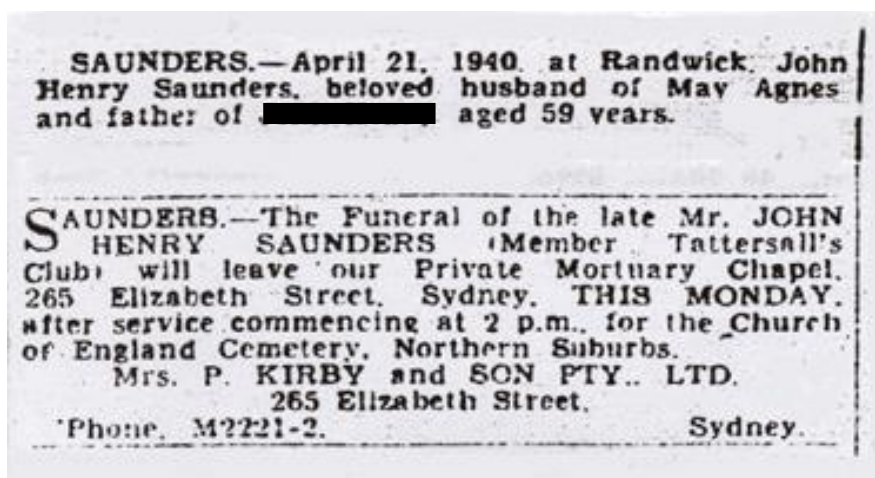 SAUNDERS.—April 21, 1940, at Randwick, John
Henry Saunders, beloved husband of May Agnes
and father of aged 59 years.
SAUNDERS.—The Funeral of the late Mr. JOHN
HENRY SAUNDERS (Member Tattersall's
Club) will leave our Private Mortuary Chapel,
265 Elizabeth Street, Sydney, THIS MONDAY,
after service commencing at 2 p.m., for the Church
of England Cemetery, Northern Suburbs.
Mrs. P. KIRBY and SON PTY., LTD.
265 Elizabeth Street,
'Phone, M2221-2. Sydney.